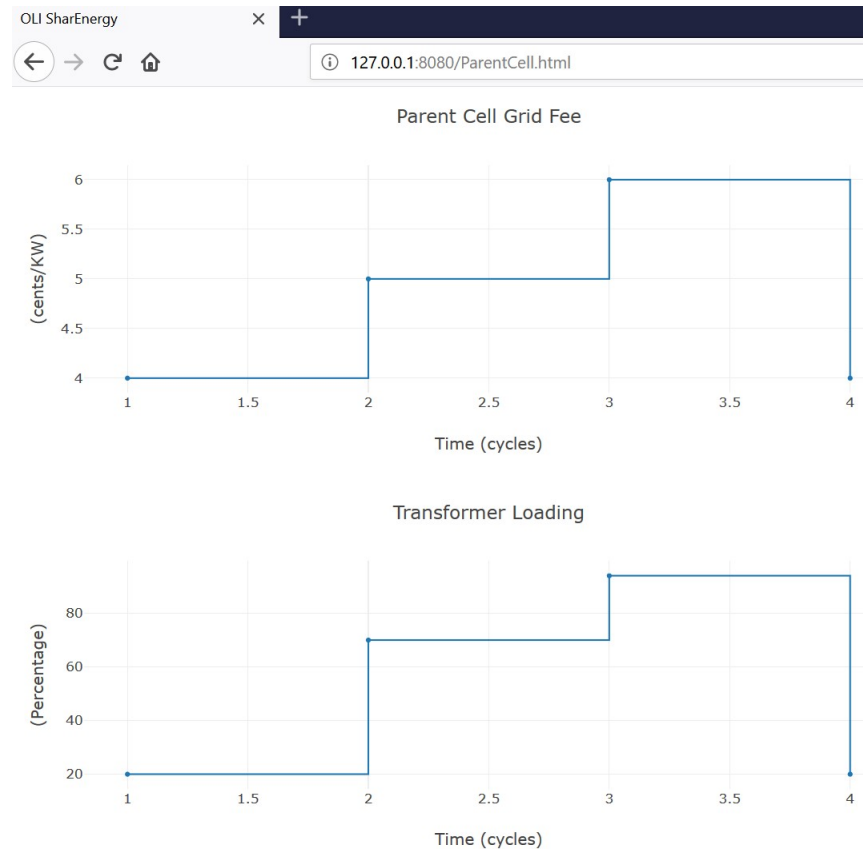 OLI SharEnergy
127.0.0.1:8080/ParentCell.html
Parent Cell Grid Fee
6
5.5
5
4.5
4
(cents/KW)
1 1.5 2 2.5 3 3.5 4
Time (cycles)
Transformer Loading
80
60
40
20
(Percentage)
1 1.5 2 2.5 3 3.5 4
Time (cycles)